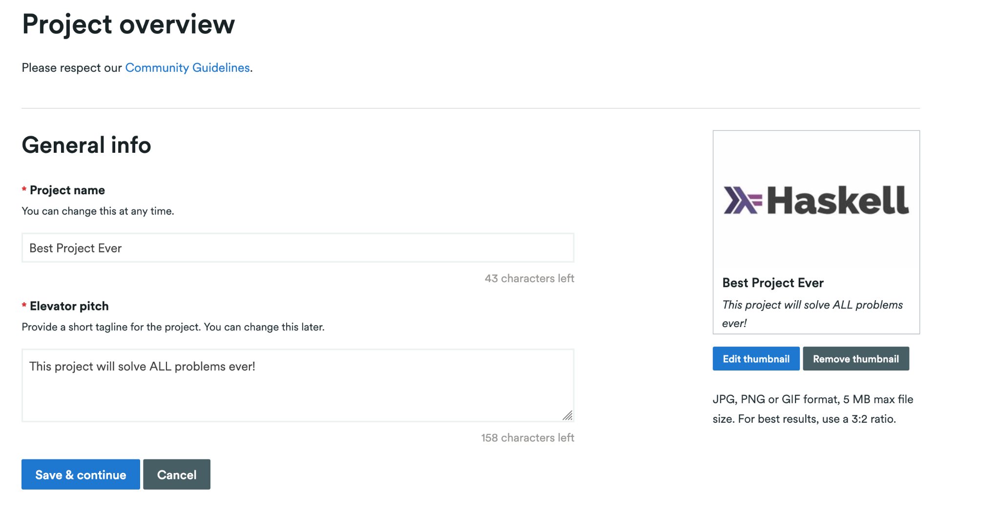 Project overview
Please respect our Community Guidelines.
General info
* Project name
You can change this at any time.
Best Project Ever
43 characters left
* Elevator pitch
Provide a short tagline for the project. You can change this later.
This project will solve ALL problems ever!
158 characters left
Save & continue
Cancel
Haskell
Best Project Ever
This project will solve ALL problems
ever!
Edit thumbnail
Remove thumbnail
JPG, PNG or GIF format, 5 MB max file
size. For best results, use a 3:2 ratio.